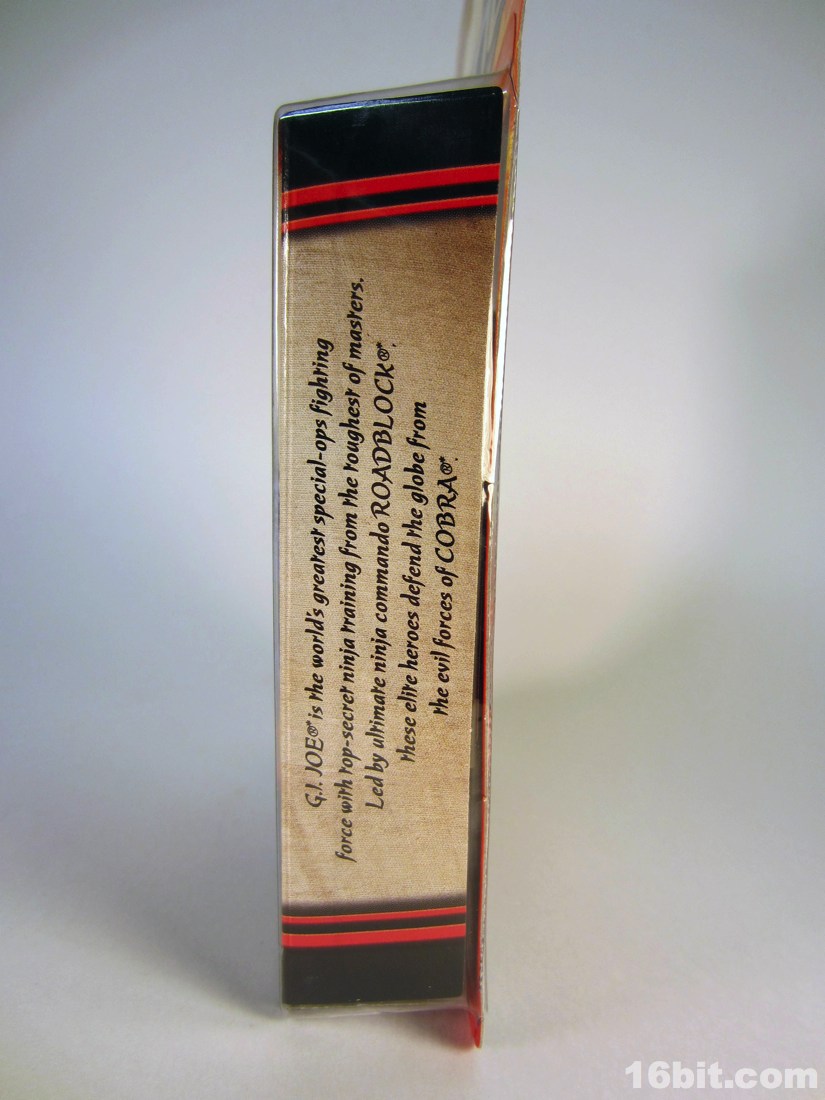 G.I. JOE®* is the world's greatest special-ops fighting
force with top-secret ninja training from the roughest of masters.
Led by ultimate ninja commando ROADBLOCK®*,
these elite heroes defend the globe from
the evil forces of COBRA®*.
16bit.com